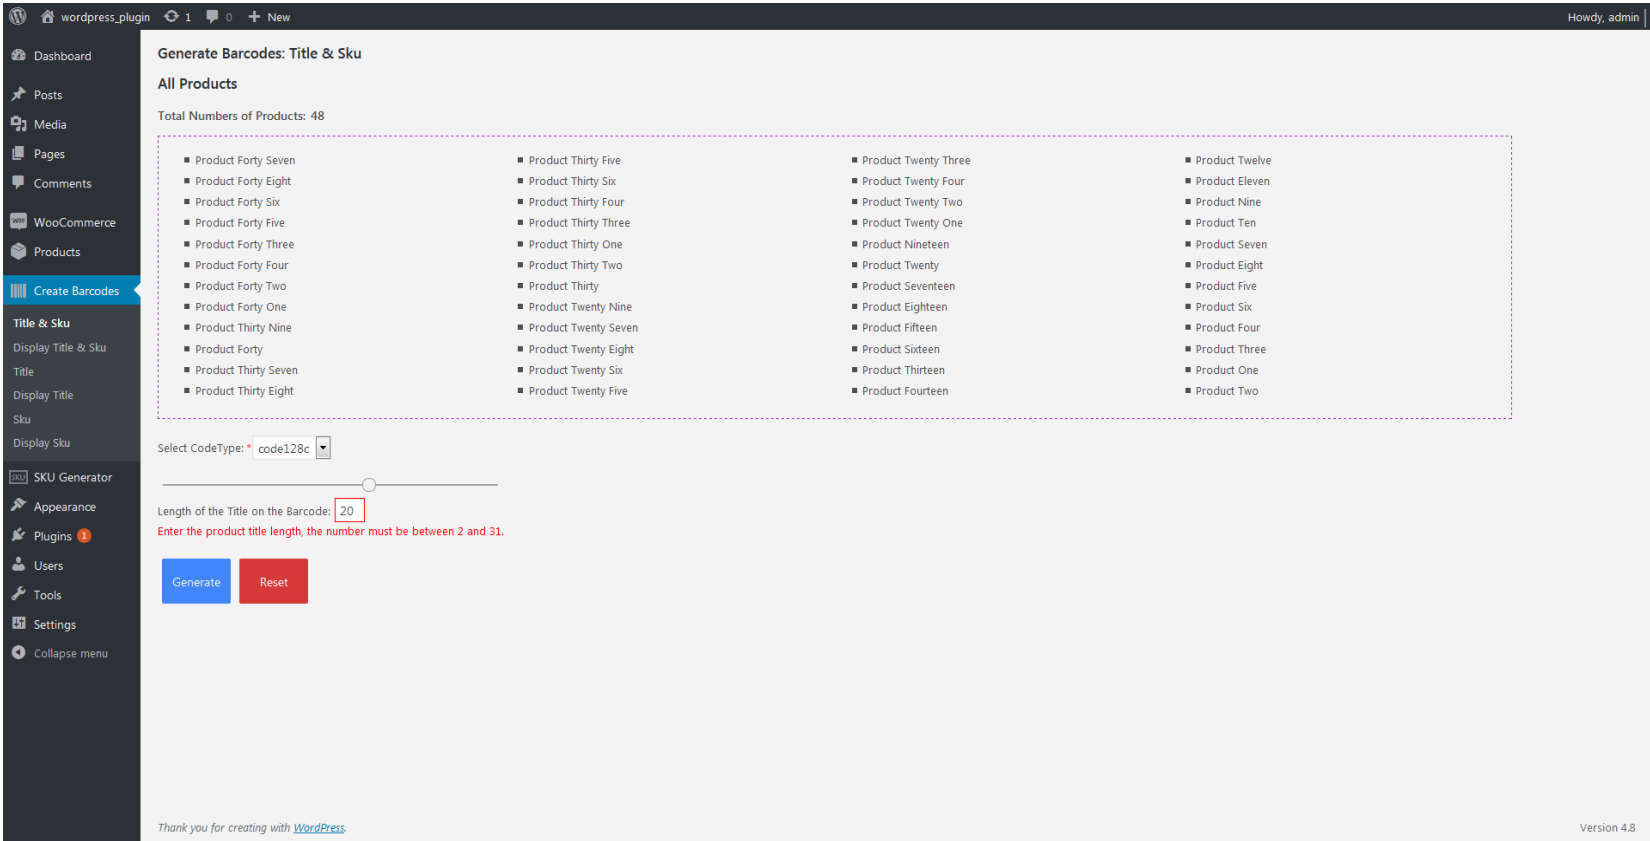 wordpress_plugin 1 0 New Howdy, admin
Dashboard
Posts
Media
Pages
Comments
WooCommerce
Products
Create Barcodes
Title & Sku
Display Title & Sku
Title
Display Title
Sku
Display Sku
SKU SKU Generator
Appearance
Plugins 1
Users
Tools
Settings
Collapse menu
Generate Barcodes: Title & Sku
All Products
Total Numbers of Products: 48
Product Forty Seven
Product Forty Eight
Product Forty Six
Product Forty Five
Product Forty Three
Product Forty Four
Product Forty Two
Product Forty One
Product Thirty Nine
Product Forty
Product Thirty Seven
Product Thirty Eight
Product Thirty Five
Product Thirty Six
Product Thirty Four
Product Thirty Three
Product Thirty One
Product Thirty Two
Product Thirty
Product Twenty Nine
Product Twenty Seven
Product Twenty Eight
Product Twenty Six
Product Twenty Five
Product Twenty Three
Product Twenty Four
Product Twenty Two
Product Twenty One
Product Nineteen
Product Twenty
Product Seventeen
Product Eighteen
Product Fifteen
Product Sixteen
Product Thirteen
Product Fourteen
Product Twelve
Product Eleven
Product Nine
Product Ten
Product Seven
Product Eight
Product Five
Product Six
Product Four
Product Three
Product One
Product Two
Select CodeType: * code128c
Length of the Title on the Barcode: 20
Enter the product title length, the number must be between 2 and 31.
Generate Reset
Thank you for creating with WordPress. Version 4.8